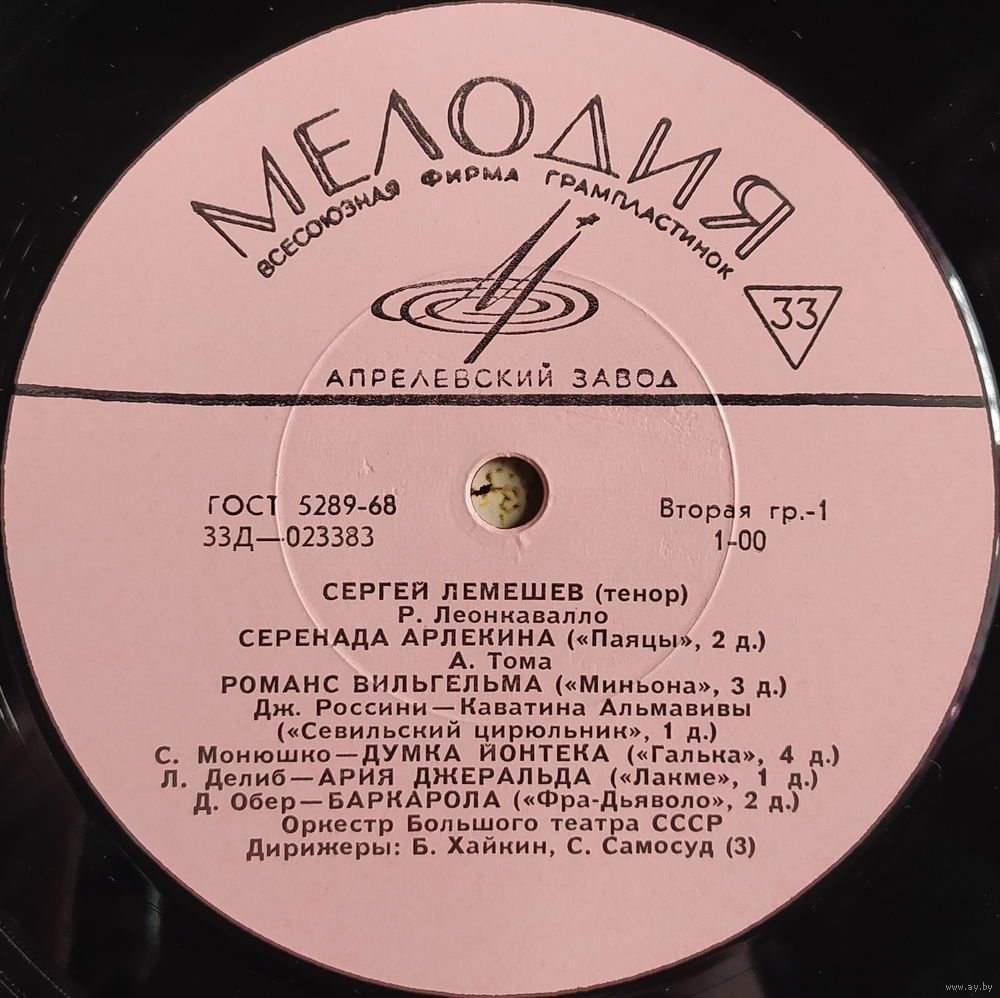 МЕЛОДИЯ
ВСЕСОЮЗНАЯ ФИРМА ГРАМПЛАСТИНОК
33
АПРЕЛЕВСКИЙ ЗАВОД
ГОСТ 5289-68
33Д—023383
Вторая гр.-1
1-00
СЕРГЕЙ ЛЕМЕШЕВ (тенор)
Р. Леонкавалло
СЕРЕНАДА АРЛЕКИНА («Паяцы», 2 д.)
А. Тома
РОМАНС ВИЛЬГЕЛЬМА («Миньона», 3 д.)
Дж. Россини—Каватина Альмавивы
(«Севильский цирюльник», 1 д.)
С. Монюшко—ДУМКА ЙОНТЕКА («Галька», 4 д.)
Л. Делиб—АРИЯ ДЖЕРАЛЬДА («Лакме», 1 д.)
Д. Обер—БАРКАРОЛА («Фра-Дьяволо», 2 д.)
Оркестр Большого театра СССР
Дирижеры: Б. Хайкин, С. Самосуд (3)
www.ay.by